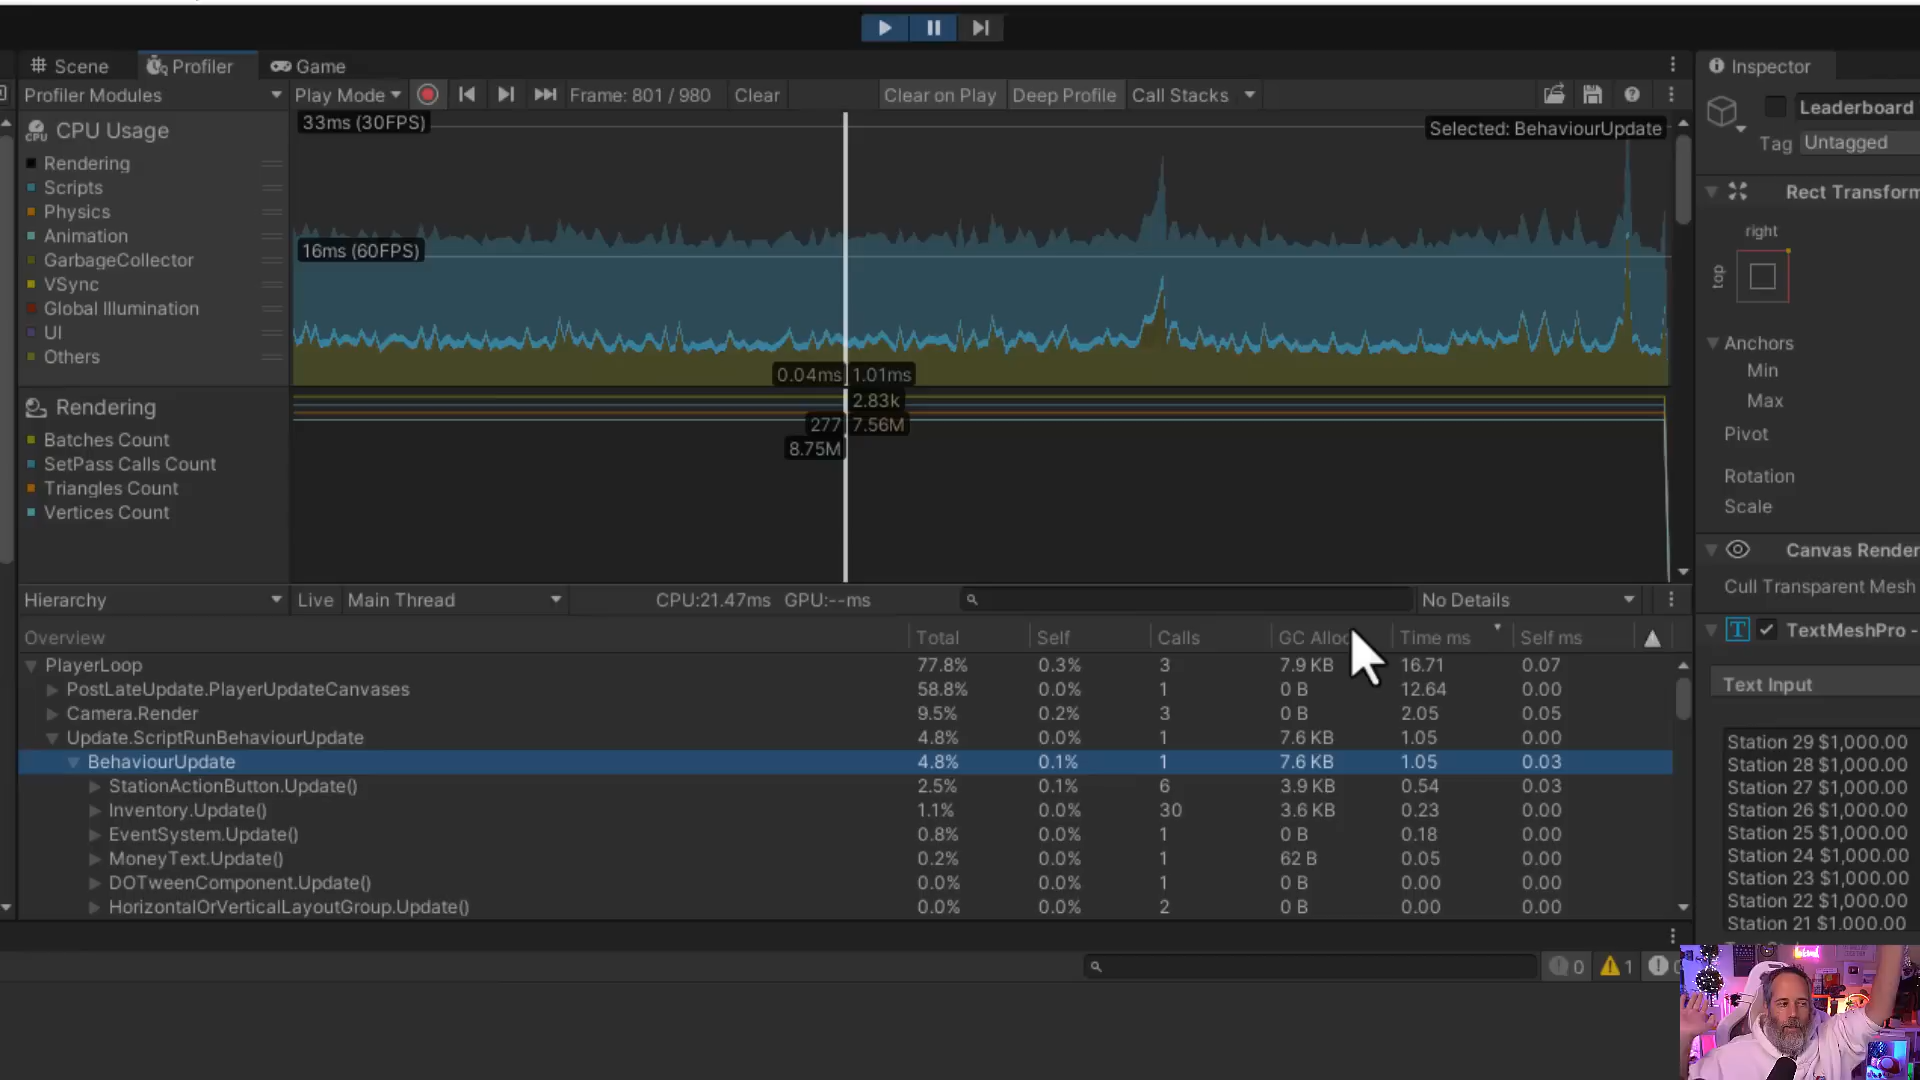 Scene Profiler Game
Profiler Modules Play Mode Frame: 801 / 980 Clear Clear on Play Deep Profile Call Stacks
CPU Usage
Rendering
Scripts
Physics
Animation
GarbageCollector
VSync
Global Illumination
UI
Others
33ms (30FPS)
Selected: BehaviourUpdate
16ms (60FPS)
0.04ms 1.01ms
2.83k
277 7.56M
8.75M
Rendering
Batches Count
SetPass Calls Count
Triangles Count
Vertices Count
Hierarchy Live Main Thread CPU:21.47ms GPU:--ms No Details
Overview Total Self Calls GC Alloc Time ms Self ms
PlayerLoop 77.8% 0.3% 3 7.9 KB 16.71 0.07
PostLateUpdate.PlayerUpdateCanvases 58.8% 0.0% 1 0 B 12.64 0.00
Camera.Render 9.5% 0.2% 3 0 B 2.05 0.05
Update.ScriptRunBehaviourUpdate 4.8% 0.0% 1 7.6 KB 1.05 0.00
BehaviourUpdate 4.8% 0.1% 1 7.6 KB 1.05 0.03
StationActionButton.Update() 2.5% 0.1% 6 3.9 KB 0.54 0.03
Inventory.Update() 1.1% 0.0% 30 3.6 KB 0.23 0.00
EventSystem.Update() 0.8% 0.0% 1 0 B 0.18 0.00
MoneyText.Update() 0.2% 0.0% 1 62 B 0.05 0.00
DOTweenComponent.Update() 0.0% 0.0% 1 0 B 0.00 0.00
HorizontalOrVerticalLayoutGroup.Update() 0.0% 0.0% 2 0 B 0.00 0.00
0 1
Inspector
Leaderboard
Tag Untagged
Rect Transform
right
top
Anchors
Min
Max
Pivot
Rotation
Scale
Canvas Render
Cull Transparent Mesh
TextMeshPro -
Text Input
Station 29 $1,000.00
Station 28 $1,000.00
Station 27 $1,000.00
Station 26 $1,000.00
Station 25 $1,000.00
Station 24 $1,000.00
Station 23 $1,000.00
Station 22 $1,000.00
Station 21 $1,000.00